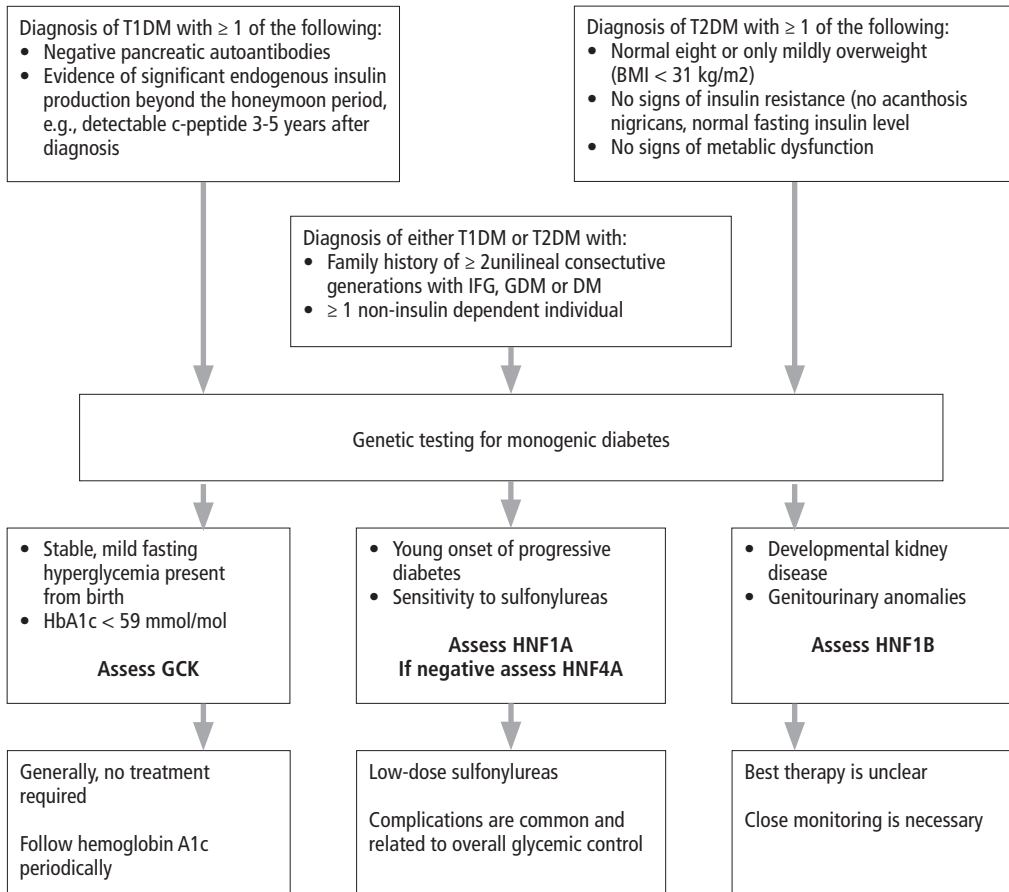 Diagnosis of T1DM with ≥ 1 of the following:
• Negative pancreatic autoantibodies
• Evidence of significant endogenous insulin
production beyond the honeymoon period,
e.g., detectable c-peptide 3-5 years after
diagnosis
Diagnosis of T2DM with ≥ 1 of the following:
• Normal eight or only mildly overweight
(BMI < 31 kg/m2)
• No signs of insulin resistance (no acanthosis
nigricans, normal fasting insulin level
• No signs of metablic dysfunction
Diagnosis of either T1DM or T2DM with:
• Family history of ≥ 2unilineal consectutive
generations with IFG, GDM or DM
• ≥ 1 non-insulin dependent individual
Genetic testing for monogenic diabetes
• Stable, mild fasting
hyperglycemia present
from birth
• HbA1c < 59 mmol/mol
Assess GCK
• Young onset of progressive
diabetes
• Sensitivity to sulfonylureas
Assess HNF1A
If negative assess HNF4A
• Developmental kidney
disease
• Genitourinary anomalies
Assess HNF1B
Generally, no treatment
required
Follow hemoglobin A1c
periodically
Low-dose sulfonylureas
Complications are common and
related to overall glycemic control
Best therapy is unclear
Close monitoring is necessary